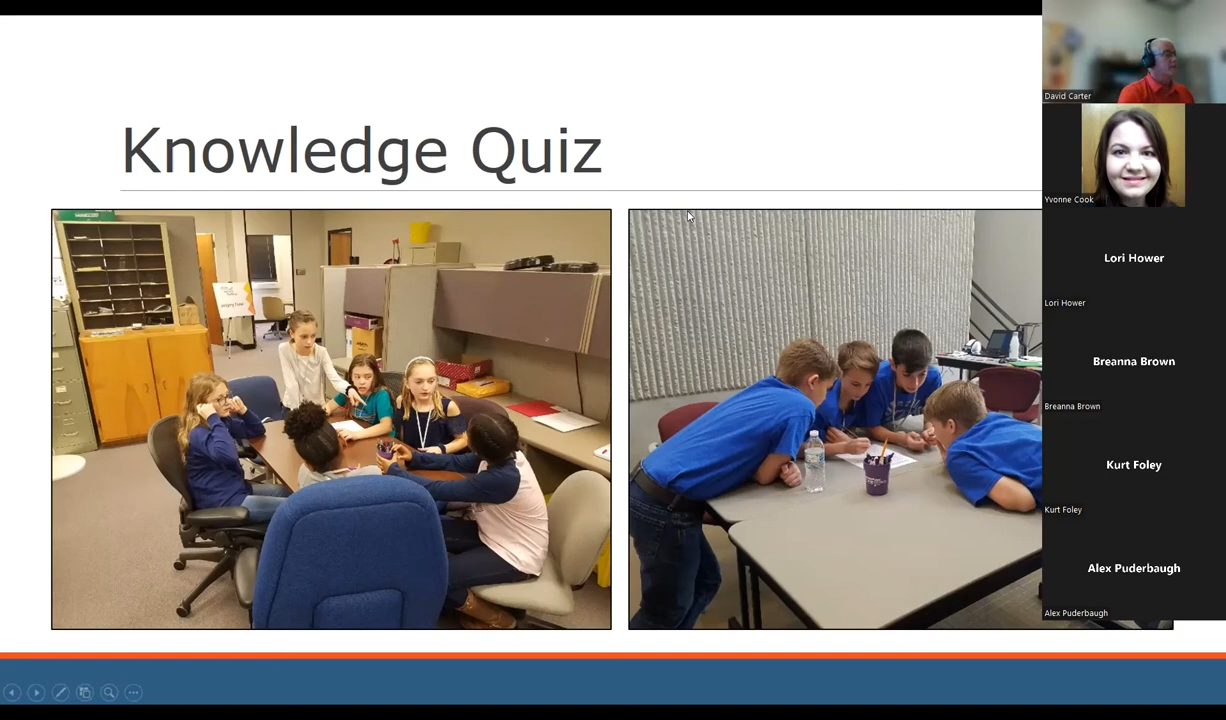 Knowledge Quiz
David Carter
Yvonne Cook
Lori Hower
Lori Hower
Breanna Brown
Breanna Brown
Kurt Foley
Kurt Foley
Alex Puderbaugh
Alex Puderbaugh